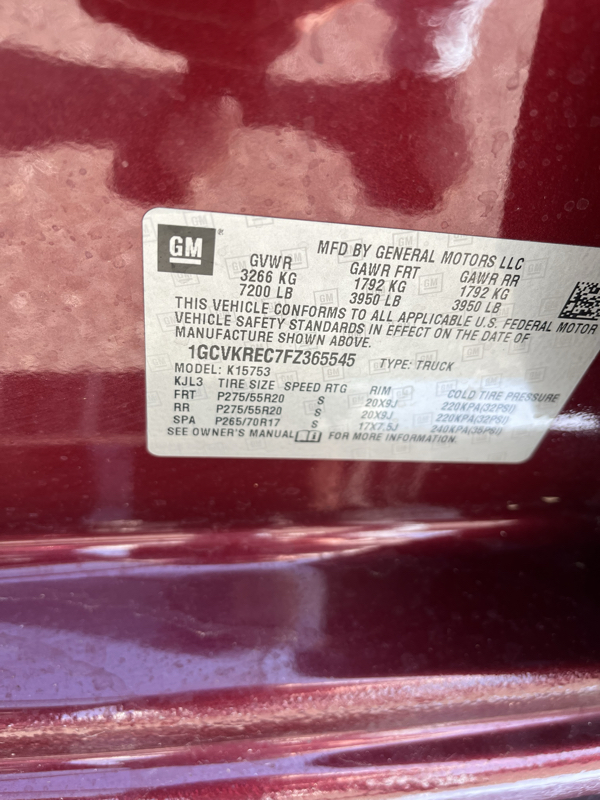 GM
MFD BY GENERAL MOTORS LLC
GVWR GAWR FRT GAWR RR
3266 KG 1792 KG 1792 KG
7200 LB 3950 LB 3950 LB
THIS VEHICLE CONFORMS TO ALL APPLICABLE U.S. FEDERAL MOTOR
VEHICLE SAFETY STANDARDS IN EFFECT ON THE DATE OF
MANUFACTURE SHOWN ABOVE.
1GCVKREC7FZ365545 TYPE: TRUCK
MODEL: K15753
KJL3 TIRE SIZE SPEED RTG RIM COLD TIRE PRESSURE
FRT P275/55R20 S 20X9J 220KPA(32PSI)
RR P275/55R20 S 20X9J 220KPA(32PSI)
SPA P265/70R17 S 17X7.5J 240KPA(35PSI)
SEE OWNER'S MANUAL FOR MORE INFORMATION.